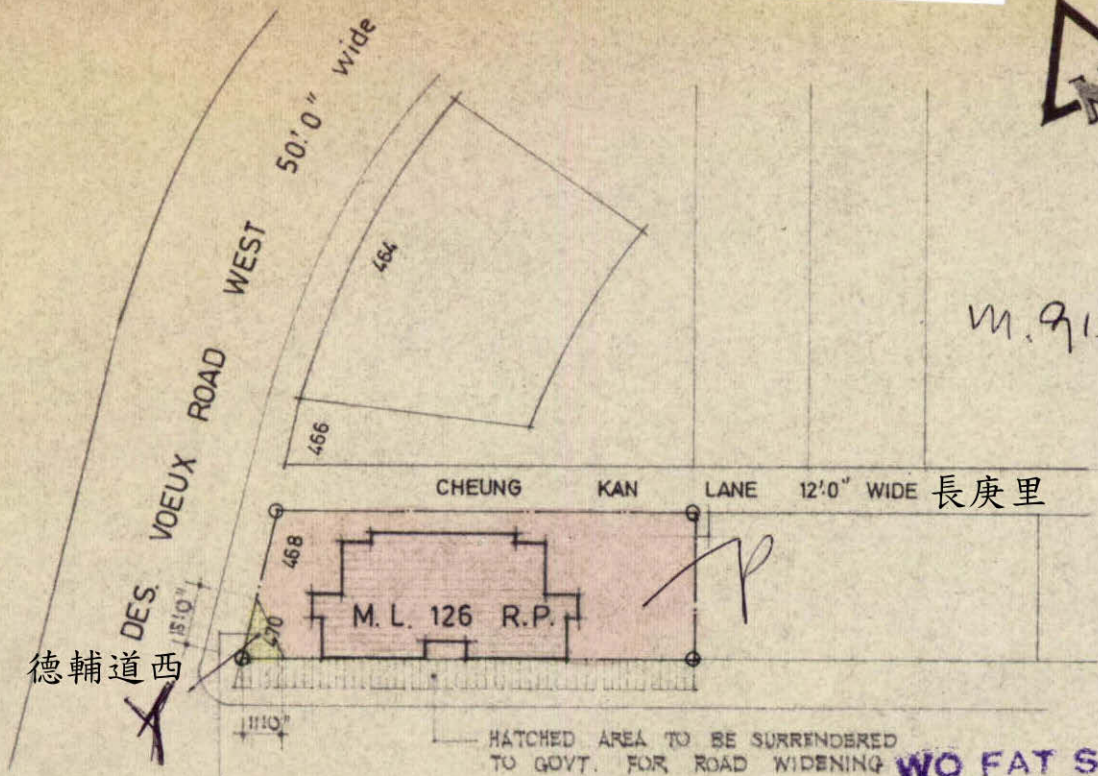 DES. VOEUX ROAD WEST 50'.0" wide
464
466
CHEUNG KAN LANE 12'.0" WIDE 長庚里
468
M. L. 126 R.P.
470
15'.0"
德輔道西
11'.0"
HATCHED AREA TO BE SURRENDERED
TO GOVT. FOR ROAD WIDENING
WO FAT S